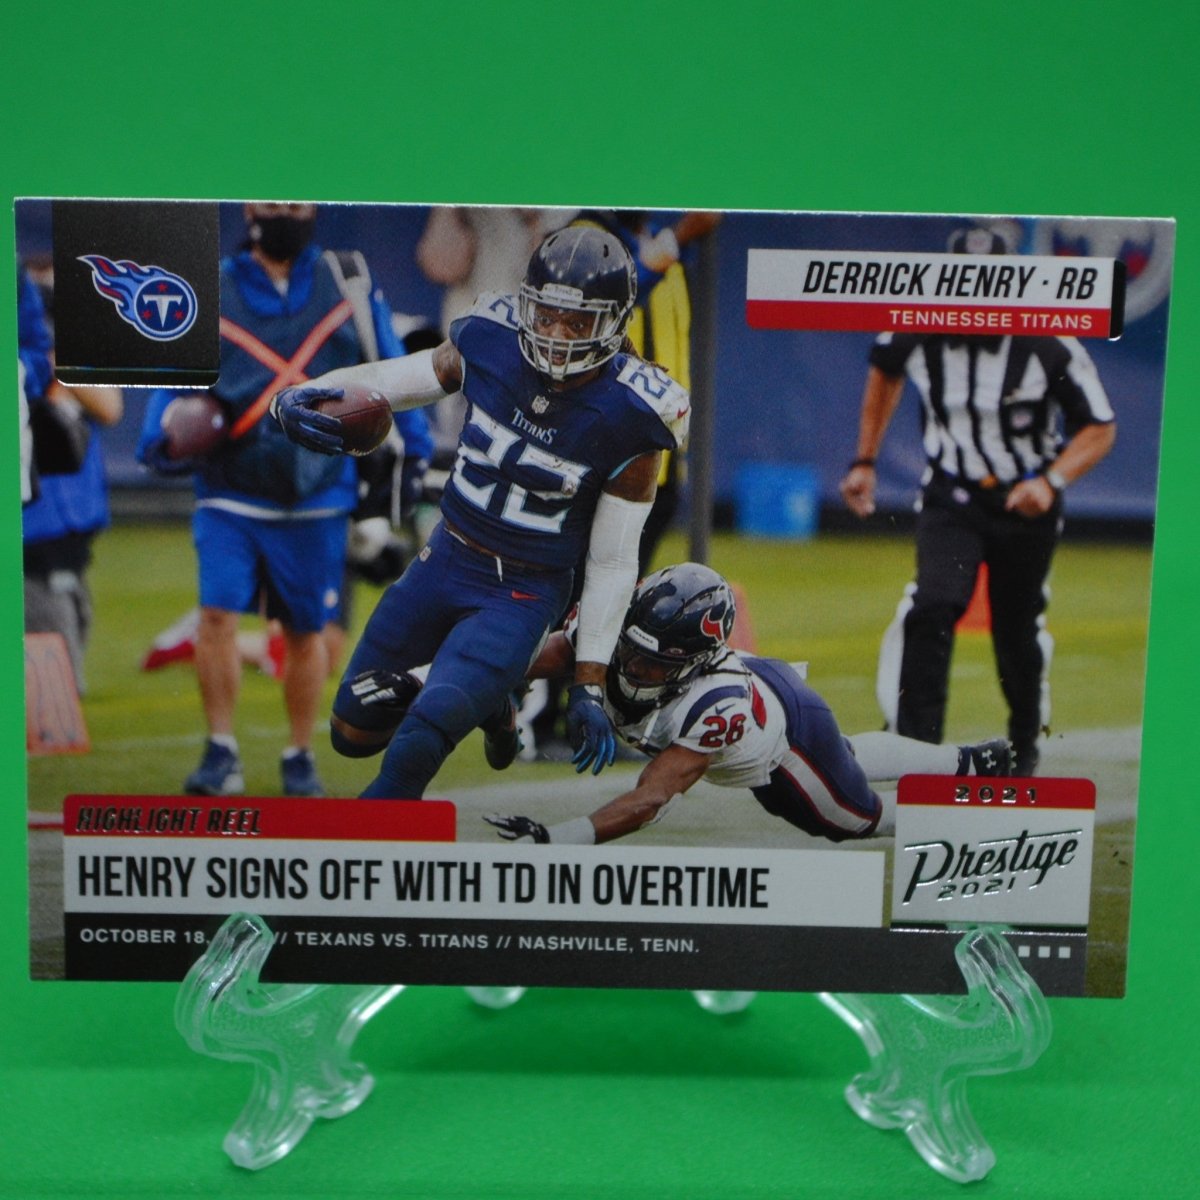 DERRICK HENRY · RB
TENNESSEE TITANS
T
22
22
TITANS
22
26
2021
Prestige
2021
HIGHLIGHT REEL
HENRY SIGNS OFF WITH TD IN OVERTIME
OCTOBER 18, // TEXANS VS. TITANS // NASHVILLE, TENN.